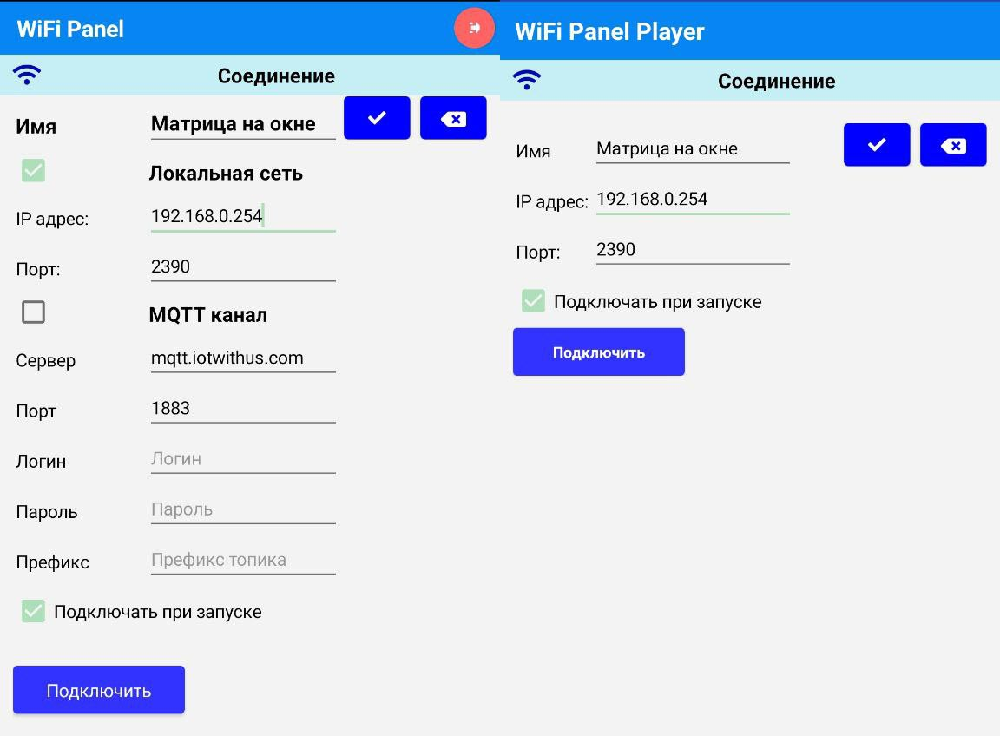 WiFi Panel
Соединение
Имя Матрица на окне
Локальная сеть
IP адрес: 192.168.0.254
Порт: 2390
MQTT канал
Сервер mqtt.iotwithus.com
Порт 1883
Логин Логин
Пароль Пароль
Префикс Префикс топика
Подключать при запуске
Подключить
WiFi Panel Player
Соединение
Имя Матрица на окне
IP адрес: 192.168.0.254
Порт: 2390
Подключать при запуске
Подключить